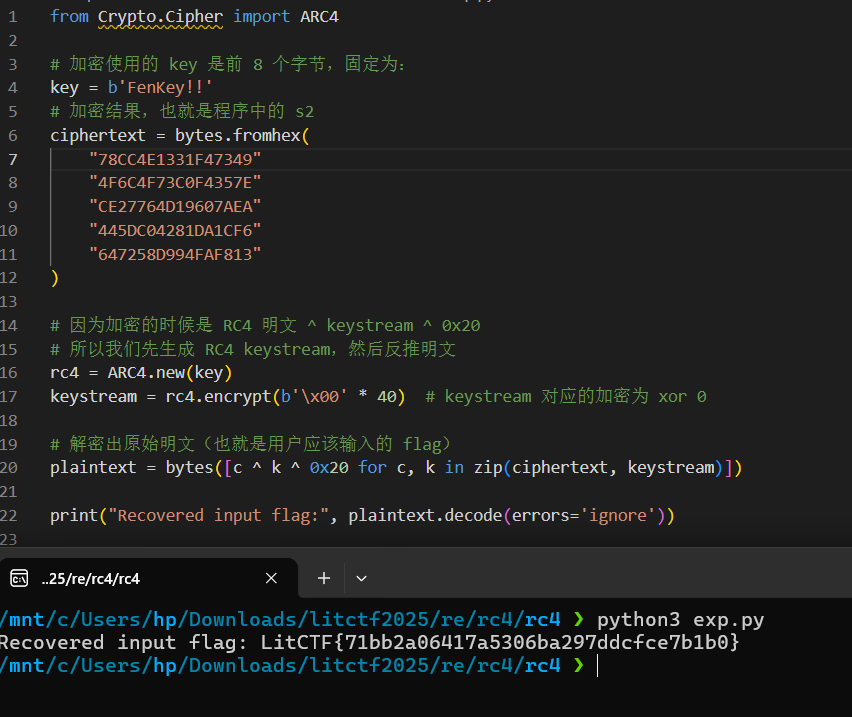 1 from Crypto.Cipher import ARC4
2
3 # 加密使用的 key 是前 8 个字节，固定为：
4 key = b'FenKey!!'
5 # 加密结果，也就是程序中的 s2
6 ciphertext = bytes.fromhex(
7 "78CC4E1331F47349"
8 "4F6C4F73C0F4357E"
9 "CE27764D19607AEA"
10 "445DC04281DA1CF6"
11 "647258D994FAF813"
12 )
13
14 # 因为加密的时候是 RC4 明文 ^ keystream ^ 0x20
15 # 所以我们先生成 RC4 keystream，然后反推明文
16 rc4 = ARC4.new(key)
17 keystream = rc4.encrypt(b'\x00' * 40)  # keystream 对应的加密为 xor 0
18
19 # 解密出原始明文（也就是用户应该输入的 flag）
20 plaintext = bytes([c ^ k ^ 0x20 for c, k in zip(ciphertext, keystream)])
21
22 print("Recovered input flag:", plaintext.decode(errors='ignore'))
23
..25/re/rc4/rc4
/mnt/c/Users/hp/Downloads/litctf2025/re/rc4/rc4 ❯ python3 exp.py
Recovered input flag: LitCTF{71bb2a06417a5306ba297ddcfce7b1b0}
/mnt/c/Users/hp/Downloads/litctf2025/re/rc4/rc4 ❯